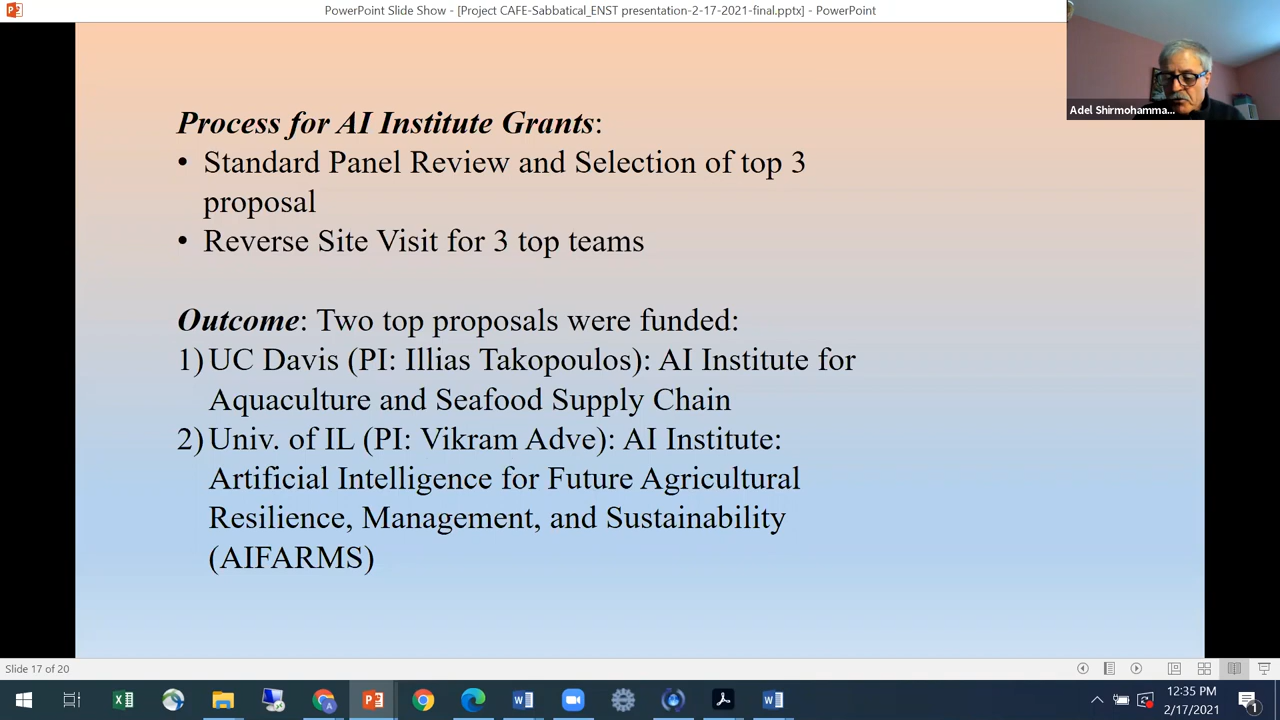 PowerPoint Slide Show - [Project CAFE-Sabbatical_ENST presentation-2-17-2021-final.pptx] - PowerPoint
Adel Shirmohamma...
Process for AI Institute Grants:
• Standard Panel Review and Selection of top 3
proposal
• Reverse Site Visit for 3 top teams
Outcome: Two top proposals were funded:
1) UC Davis (PI: Illias Takopoulos): AI Institute for
Aquaculture and Seafood Supply Chain
2) Univ. of IL (PI: Vikram Adve): AI Institute:
Artificial Intelligence for Future Agricultural
Resilience, Management, and Sustainability
(AIFARMS)
Slide 17 of 20
12:35 PM
2/17/2021
1